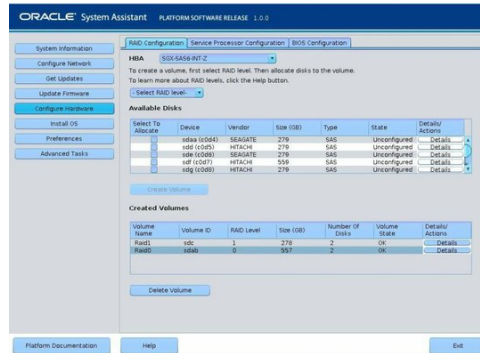 ORACLE® System Assistant PLATFORM SOFTWARE RELEASE 1.0.0
System Information
Configure Network
Get Updates
Update Firmware
Configure Hardware
Install OS
Preferences
Advanced Tasks
RAID Configuration Service Processor Configuration BIOS Configuration
HBA SGX-SAS6-INT-Z
To create a volume, first select RAID level. Then allocate disks to the volume.
To learn more about RAID levels, click the Help button.
- Select RAID level-
Available Disks
Select To Allocate Device Vendor Size (GB) Type State Details/ Actions
sdaa (c0d4) SEAGATE 279 SAS Unconfigured Details
sdd (c0d5) HITACHI 279 SAS Unconfigured Details
sde (c0d6) SEAGATE 279 SAS Unconfigured Details
sdf (c0d7) HITACHI 559 SAS Unconfigured Details
sdg (c0d8) HITACHI 279 SAS Unconfigured Details
Create Volume
Created Volumes
Volume Name Volume ID RAID Level Size (GB) Number Of Disks Volume State Details/ Actions
Raid1 sdc 1 278 2 OK Details
Raid0 sdab 0 557 2 OK Details
Delete Volume
Platform Documentation Help Exit